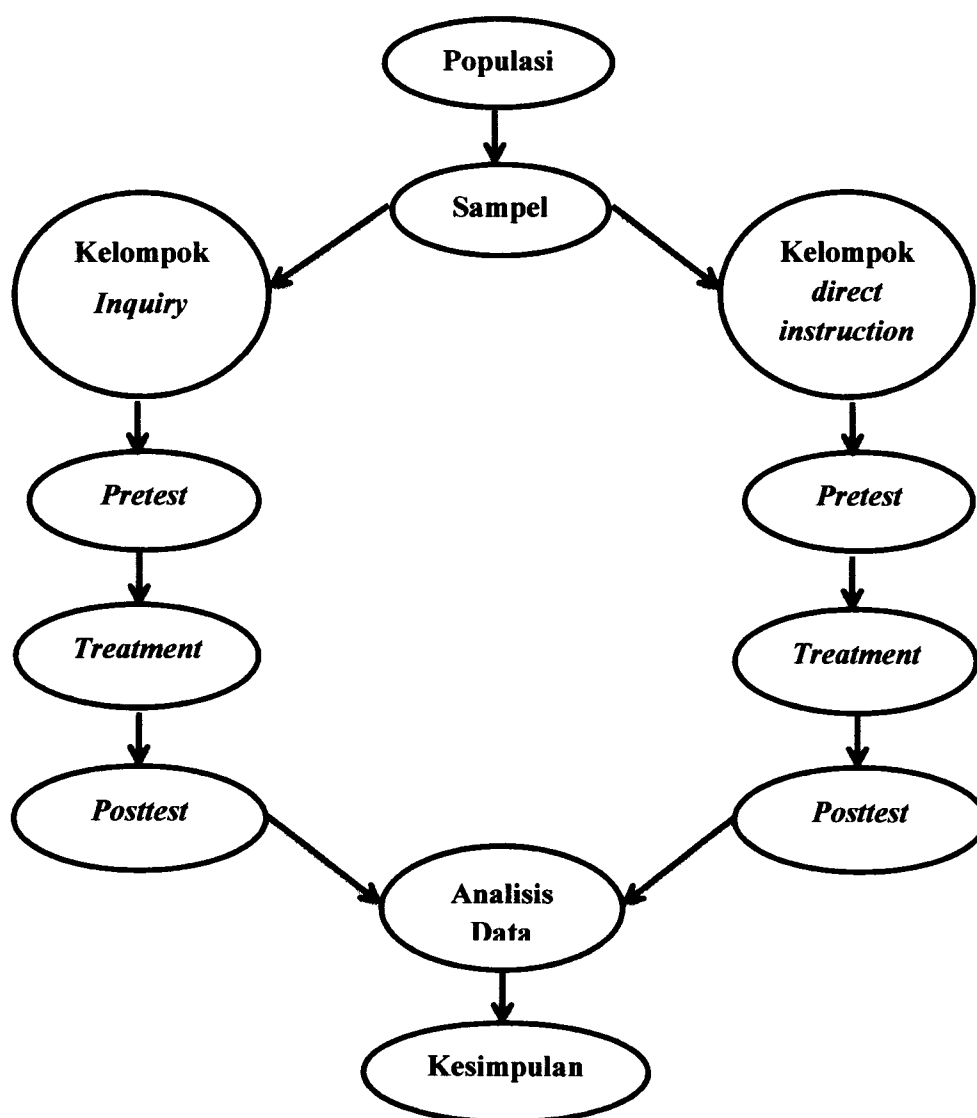 Populasi
Sampel
Kelompok
Inquiry
Kelompok
direct
instruction
Pretest
Pretest
Treatment
Treatment
Posttest
Posttest
Analisis
Data
Kesimpulan